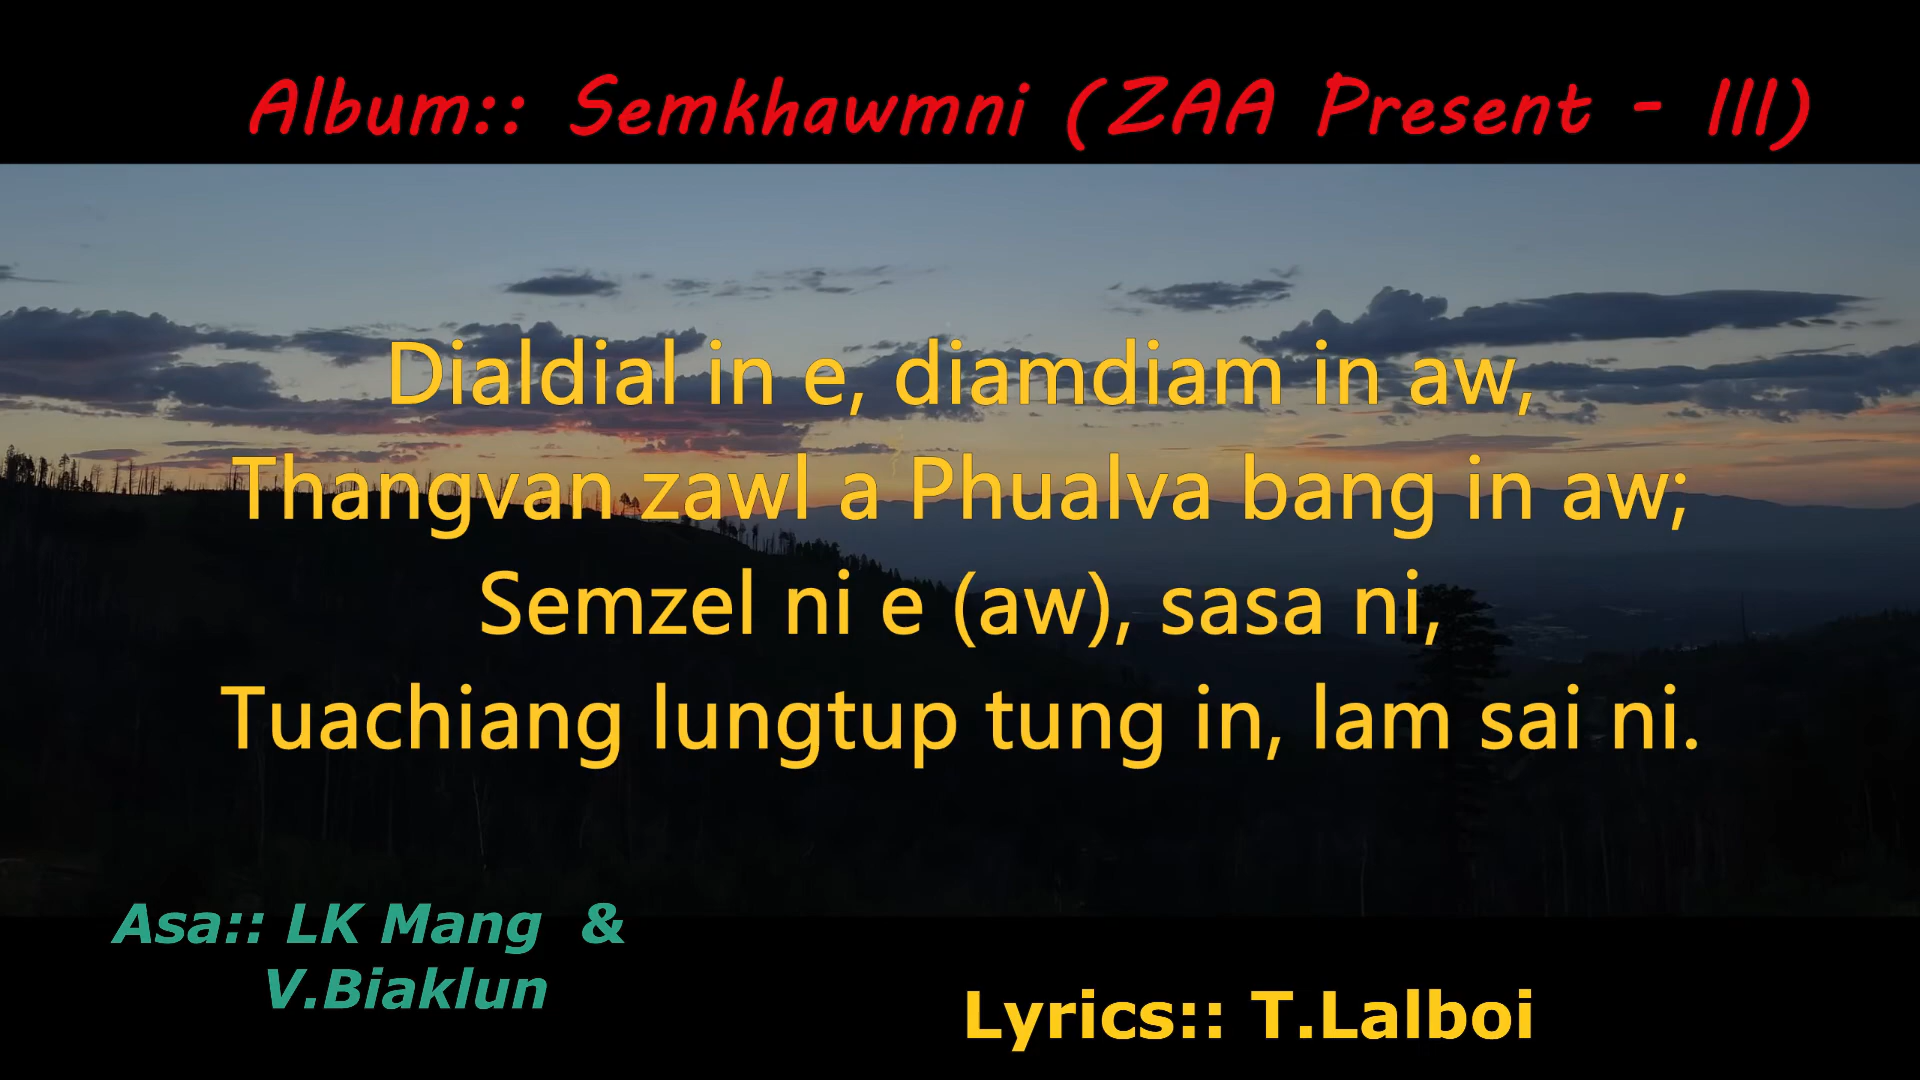 Album:: Semkhawmni (ZAA Present - III)
Dialdial in e, diamdiam in aw,
Thangvan zawl a Phualva bang in aw;
Semzel ni e (aw), sasa ni,
Tuachiang lungtup tung in, lam sai ni.
Asa:: LK Mang &
V.Biaklun
Lyrics:: T.Lalboi